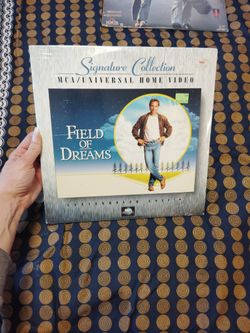 Signature Collection
MCA/UNIVERSAL HOME VIDEO
FIELD OF
DREAMS